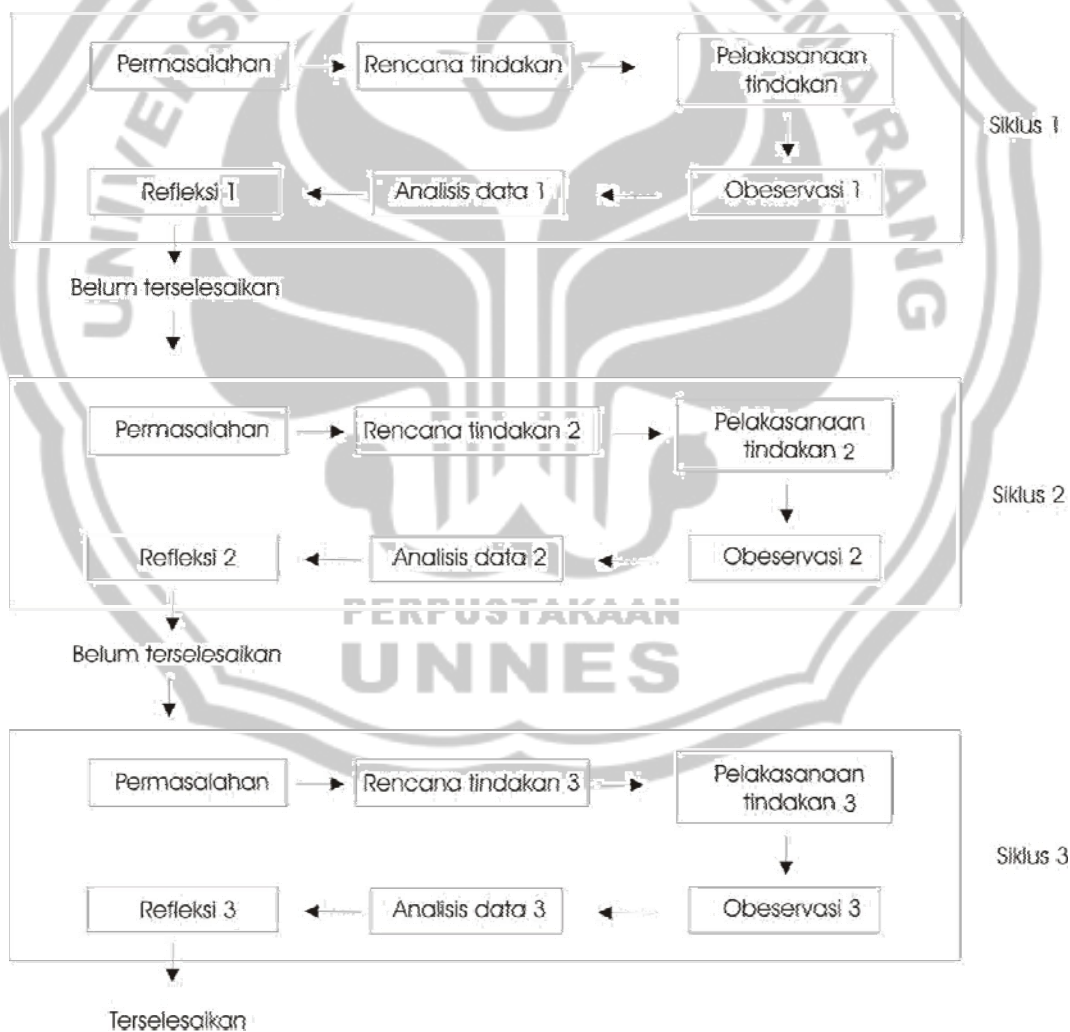 Permasalahan
Rencana tindakan
Pelakasanaan
tindakan
Siklus 1
Refleksi 1
Analisis data 1
Obeservasi 1
Belum terselesaikan
Permasalahan
Rencana tindakan 2
Pelakasanaan
tindakan 2
Siklus 2
Refleksi 2
Analisis data 2
Obeservasi 2
PERPUSTAKAAN
UNNES
Belum terselesaikan
Permasalahan
Rencana tindakan 3
Pelakasanaan
tindakan 3
Siklus 3
Refleksi 3
Analisis data 3
Obeservasi 3
Terselesaikan